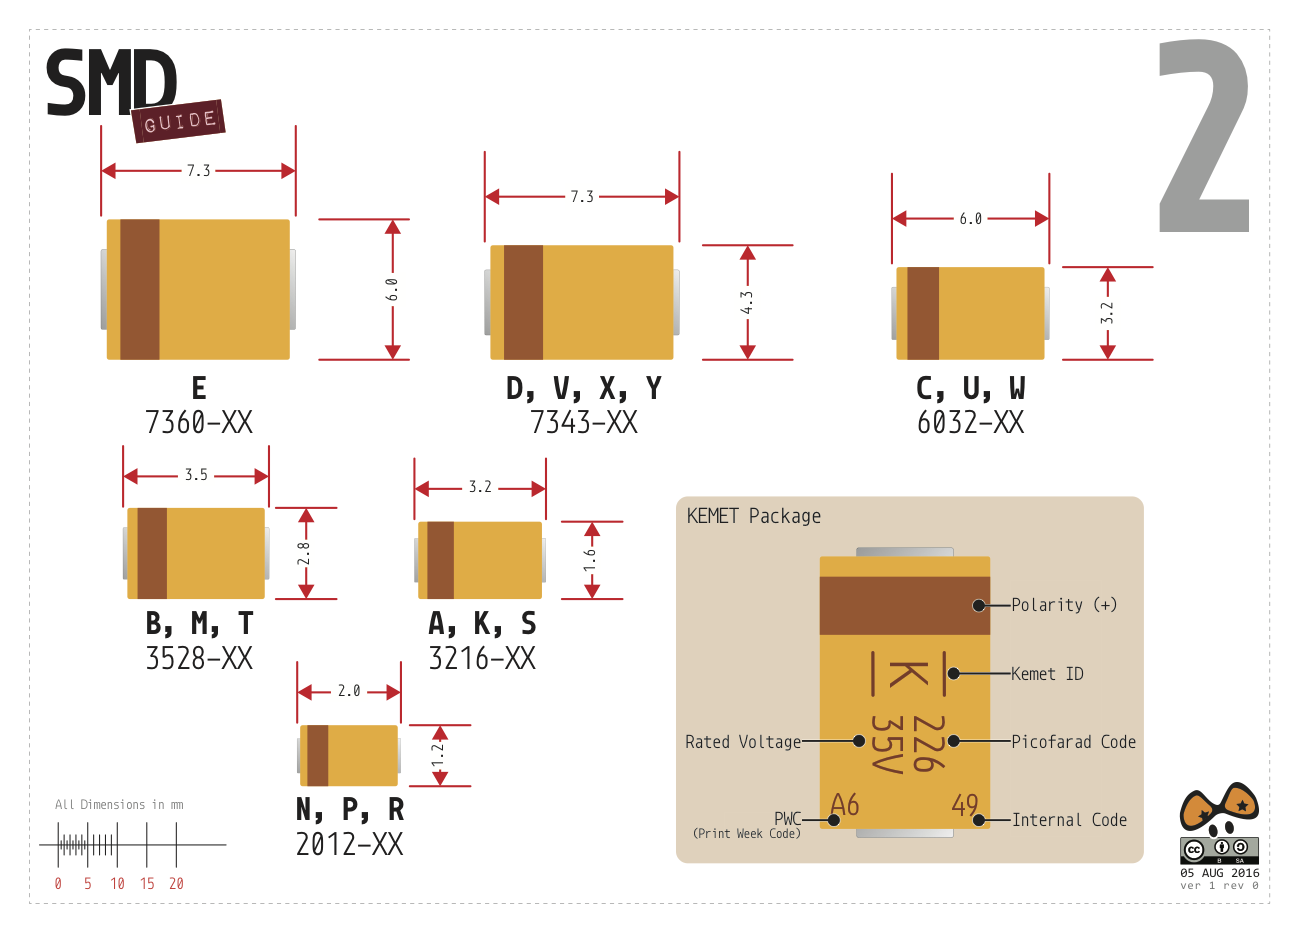 SMD
GUIDE
2
7.3
6.0
E
7360-XX
7.3
4.3
D, V, X, Y
7343-XX
6.0
3.2
C, U, W
6032-XX
3.5
2.8
B, M, T
3528-XX
3.2
1.6
A, K, S
3216-XX
2.0
1.2
N, P, R
2012-XX
KEMET Package
Polarity (+)
K
Kemet ID
226
35V
Rated Voltage
Picofarad Code
A6
49
PWC
(Print Week Code)
Internal Code
All Dimensions in mm
0 5 10 15 20
cc
B SA
05 AUG 2016
ver 1 rev 0